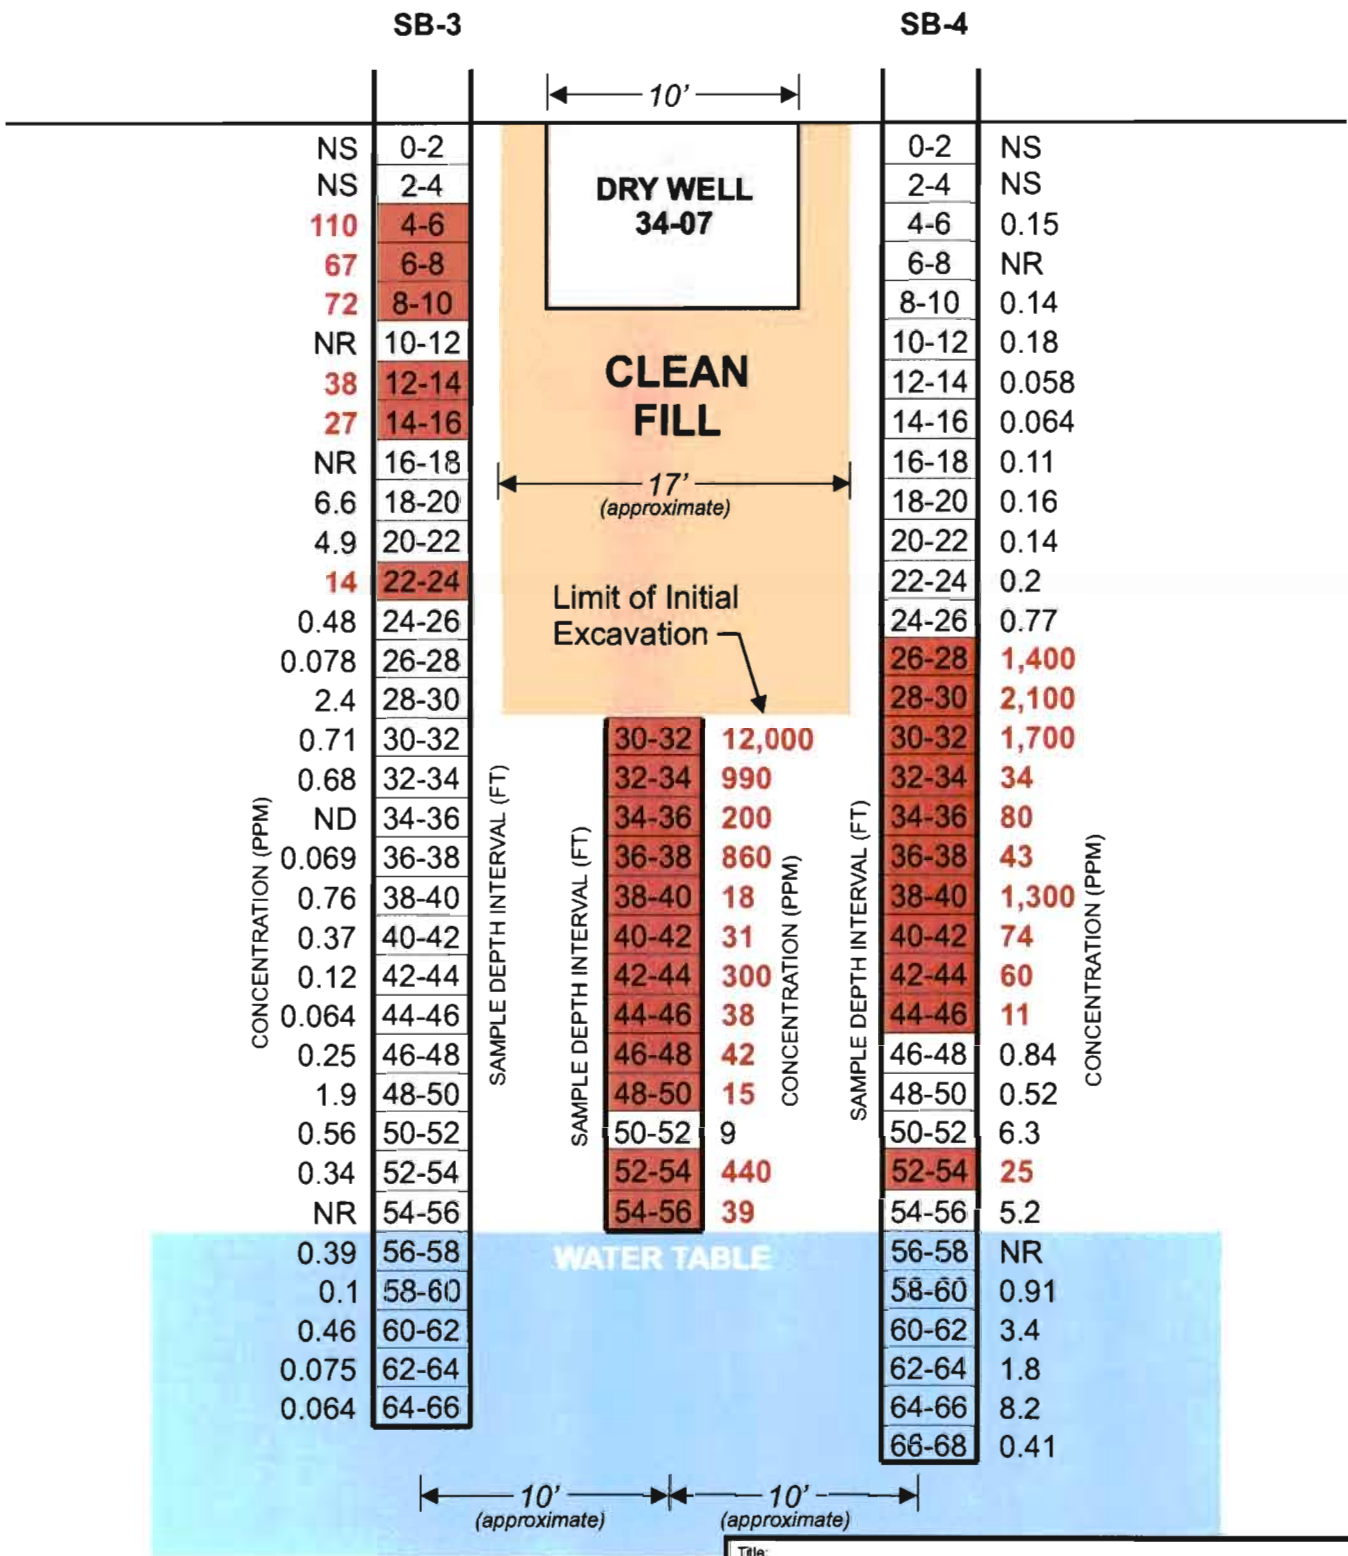 SB-3 SB-4
10'
NS 0-2 0-2 NS
NS 2-4 DRY WELL 2-4 NS
110 4-6 34-07 4-6 0.15
67 6-8 6-8 NR
72 8-10 8-10 0.14
NR 10-12 10-12 0.18
38 12-14 CLEAN 12-14 0.058
27 14-16 FILL 14-16 0.064
NR 16-18 16-18 0.11
17'
6.6 18-20 (approximate) 18-20 0.16
4.9 20-22 20-22 0.14
14 22-24 22-24 0.2
Limit of Initial
0.48 24-26 Excavation 24-26 0.77
0.078 26-28 26-28 1,400
2.4 28-30 28-30 2,100
0.71 30-32 30-32 12,000 30-32 1,700
0.68 32-34 32-34 990 32-34 34
ND 34-36 34-36 200 34-36 80
0.069 36-38 36-38 860 36-38 43
0.76 38-40 38-40 18 38-40 1,300
0.37 40-42 40-42 31 40-42 74
0.12 42-44 42-44 300 42-44 60
0.064 44-46 44-46 38 44-46 11
0.25 46-48 46-48 42 46-48 0.84
1.9 48-50 48-50 15 48-50 0.52
0.56 50-52 50-52 9 50-52 6.3
0.34 52-54 52-54 440 52-54 25
NR 54-56 54-56 39 54-56 5.2
0.39 56-58 WATER TABLE 56-58 NR
0.1 58-60 58-60 0.91
0.46 60-62 60-62 3.4
0.075 62-64 62-64 1.8
0.064 64-66 64-66 8.2
66-68 0.41
CONCENTRATION (PPM)
SAMPLE DEPTH INTERVAL (FT)
SAMPLE DEPTH INTERVAL (FT)
CONCENTRATION (PPM)
SAMPLE DEPTH INTERVAL (FT)
CONCENTRATION (PPM)
10' 10'
(approximate) (approximate)
Title: